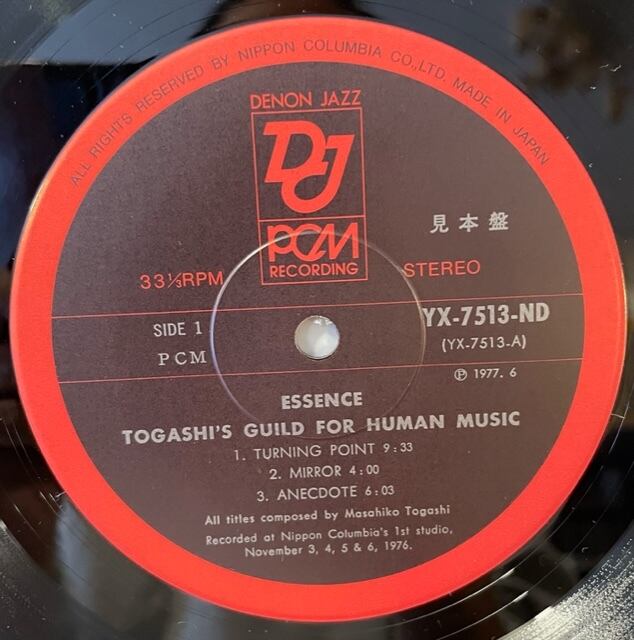 ALL RIGHTS RESERVED BY NIPPON COLUMBIA CO., LTD. MADE IN JAPAN
DENON JAZZ
DJ
PCM
RECORDING
見本盤
33⅓RPM
STEREO
SIDE 1
YX-7513-ND
PCM
(YX-7513-A)
Ⓟ 1977. 6
ESSENCE
TOGASHI'S GUILD FOR HUMAN MUSIC
1. TURNING POINT 9:33
2. MIRROR 4:00
3. ANECDOTE 6:03
All titles composed by Masahiko Togashi
Recorded at Nippon Columbia's 1st studio,
November 3, 4, 5 & 6, 1976.